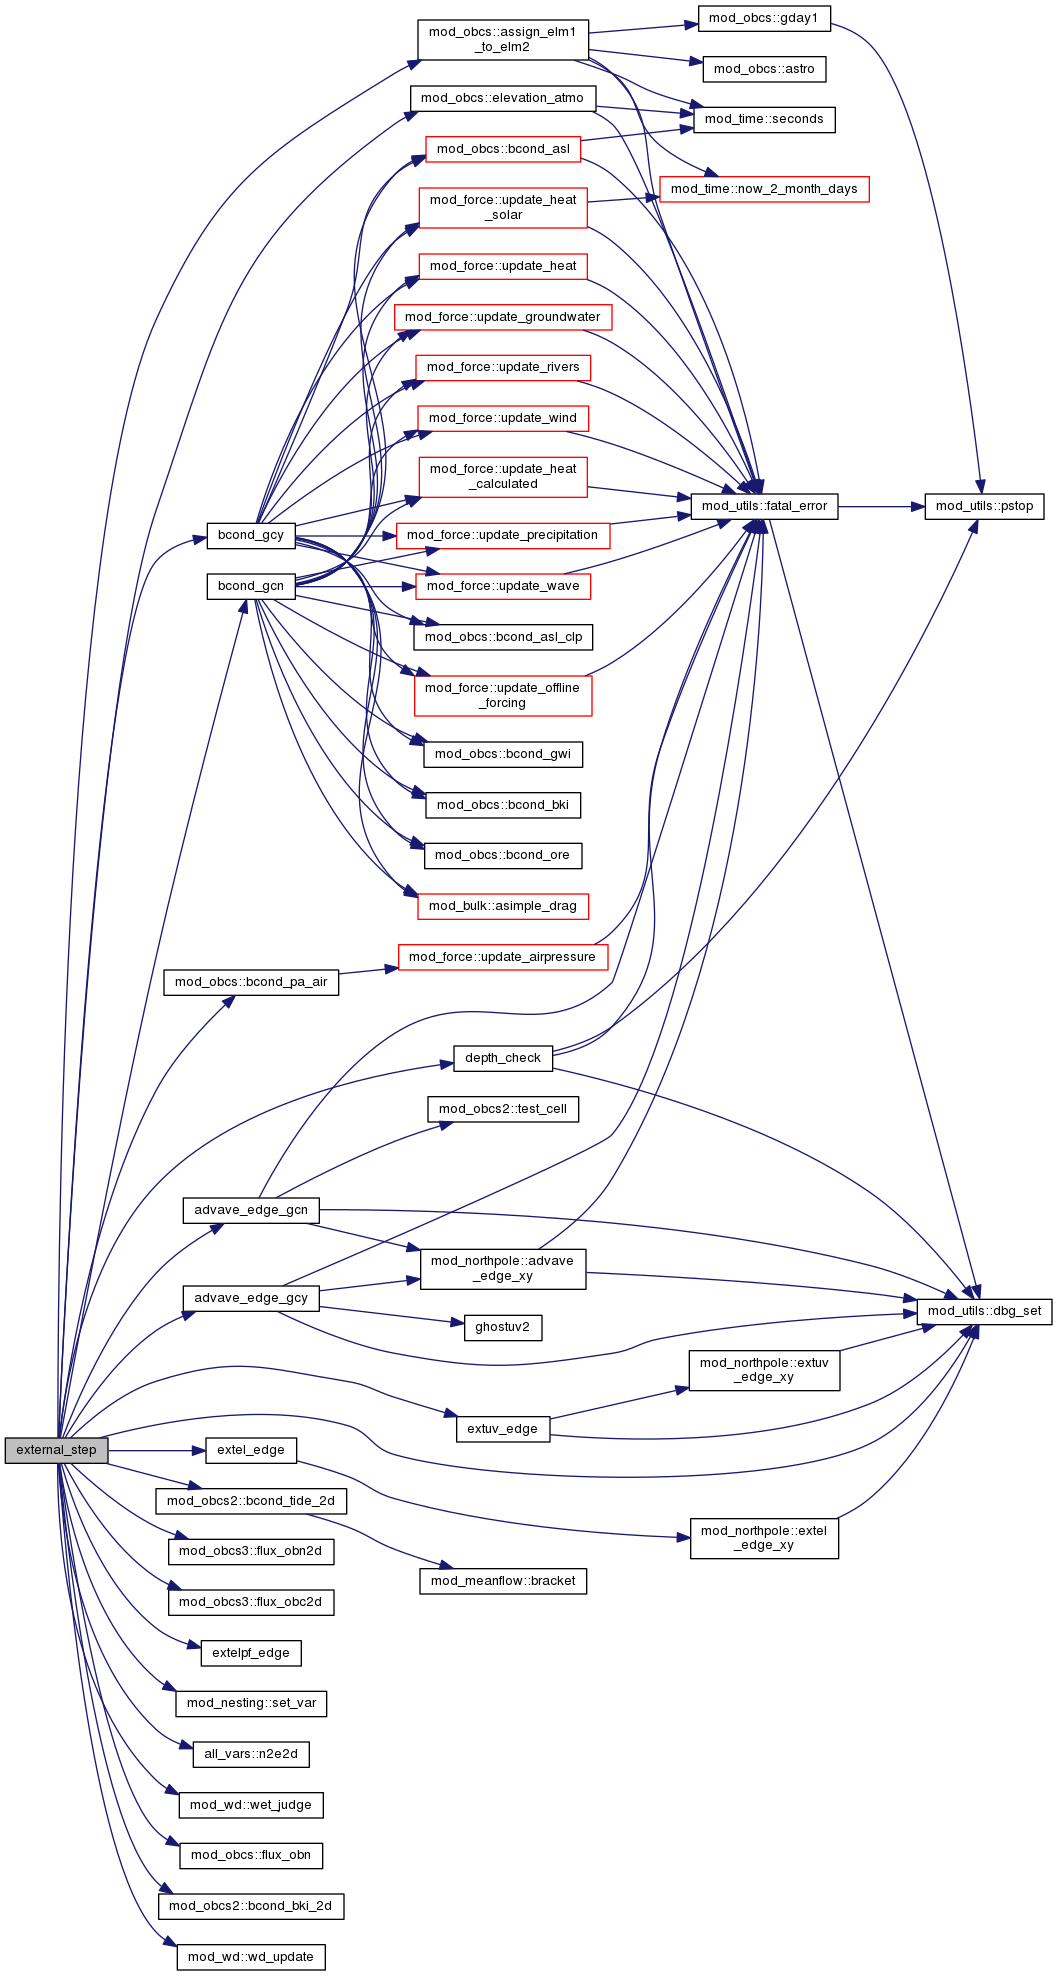 mod_obcs::gday1
mod_obcs::assign_elm1
_to_elm2
mod_obcs::astro
mod_obcs::elevation_atmo
mod_time::seconds
mod_obcs::bcond_asl
mod_time::now_2_month_days
mod_force::update_heat
_solar
mod_force::update_heat
mod_force::update_groundwater
mod_force::update_rivers
mod_force::update_wind
mod_force::update_heat
_calculated
mod_utils::fatal_error
mod_utils::pstop
bcond_gcy
mod_force::update_precipitation
bcond_gcn
mod_force::update_wave
mod_obcs::bcond_asl_clp
mod_force::update_offline
_forcing
mod_obcs::bcond_gwi
mod_obcs::bcond_bki
mod_obcs::bcond_ore
mod_bulk::asimple_drag
mod_force::update_airpressure
mod_obcs::bcond_pa_air
depth_check
mod_obcs2::test_cell
advave_edge_gcn
mod_northpole::advave
_edge_xy
advave_edge_gcy
mod_utils::dbg_set
ghostuv2
mod_northpole::extuv
_edge_xy
extuv_edge
external_step
extel_edge
mod_obcs2::bcond_tide_2d
mod_northpole::extel
_edge_xy
mod_obcs3::flux_obn2d
mod_meanflow::bracket
mod_obcs3::flux_obc2d
extelpf_edge
mod_nesting::set_var
all_vars::n2e2d
mod_wd::wet_judge
mod_obcs::flux_obn
mod_obcs2::bcond_bki_2d
mod_wd::wd_update